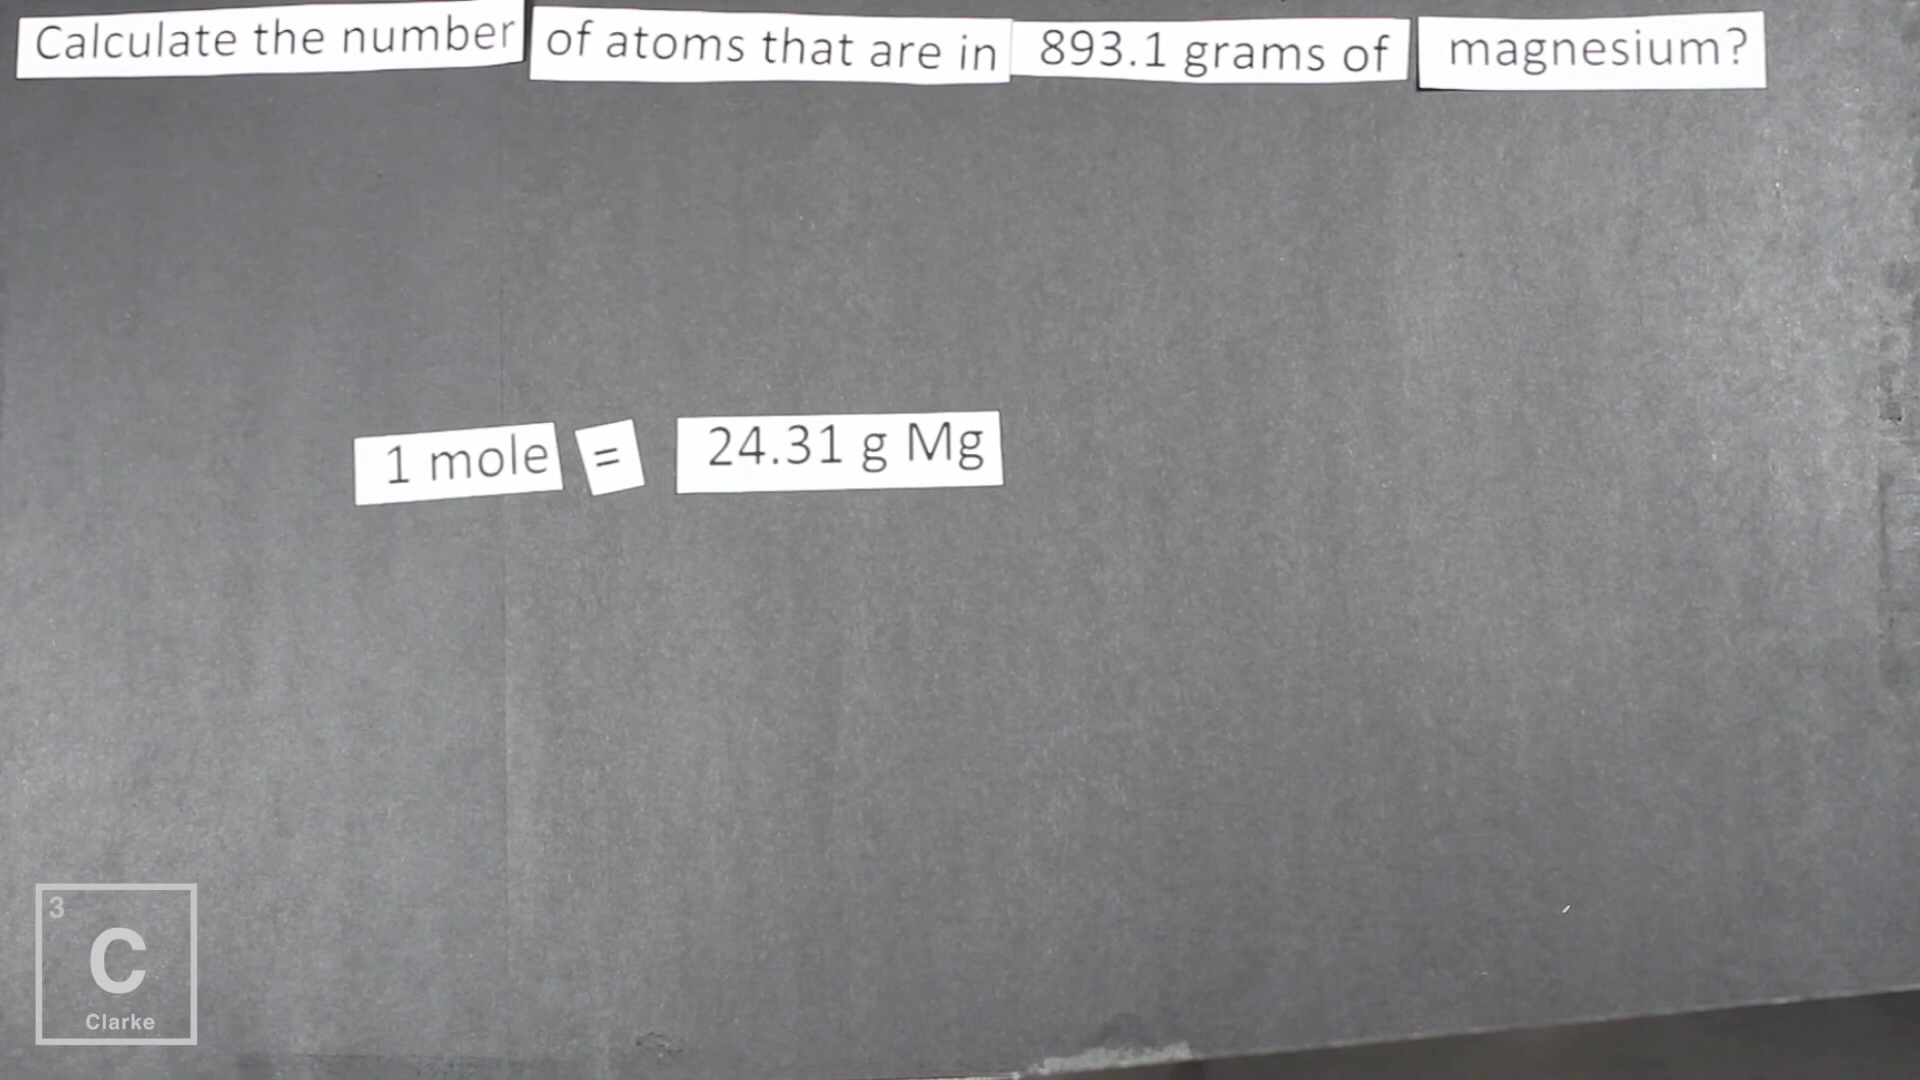 Calculate the number of atoms that are in 893.1 grams of magnesium?
1 mole = 24.31 g Mg
3
C
Clarke